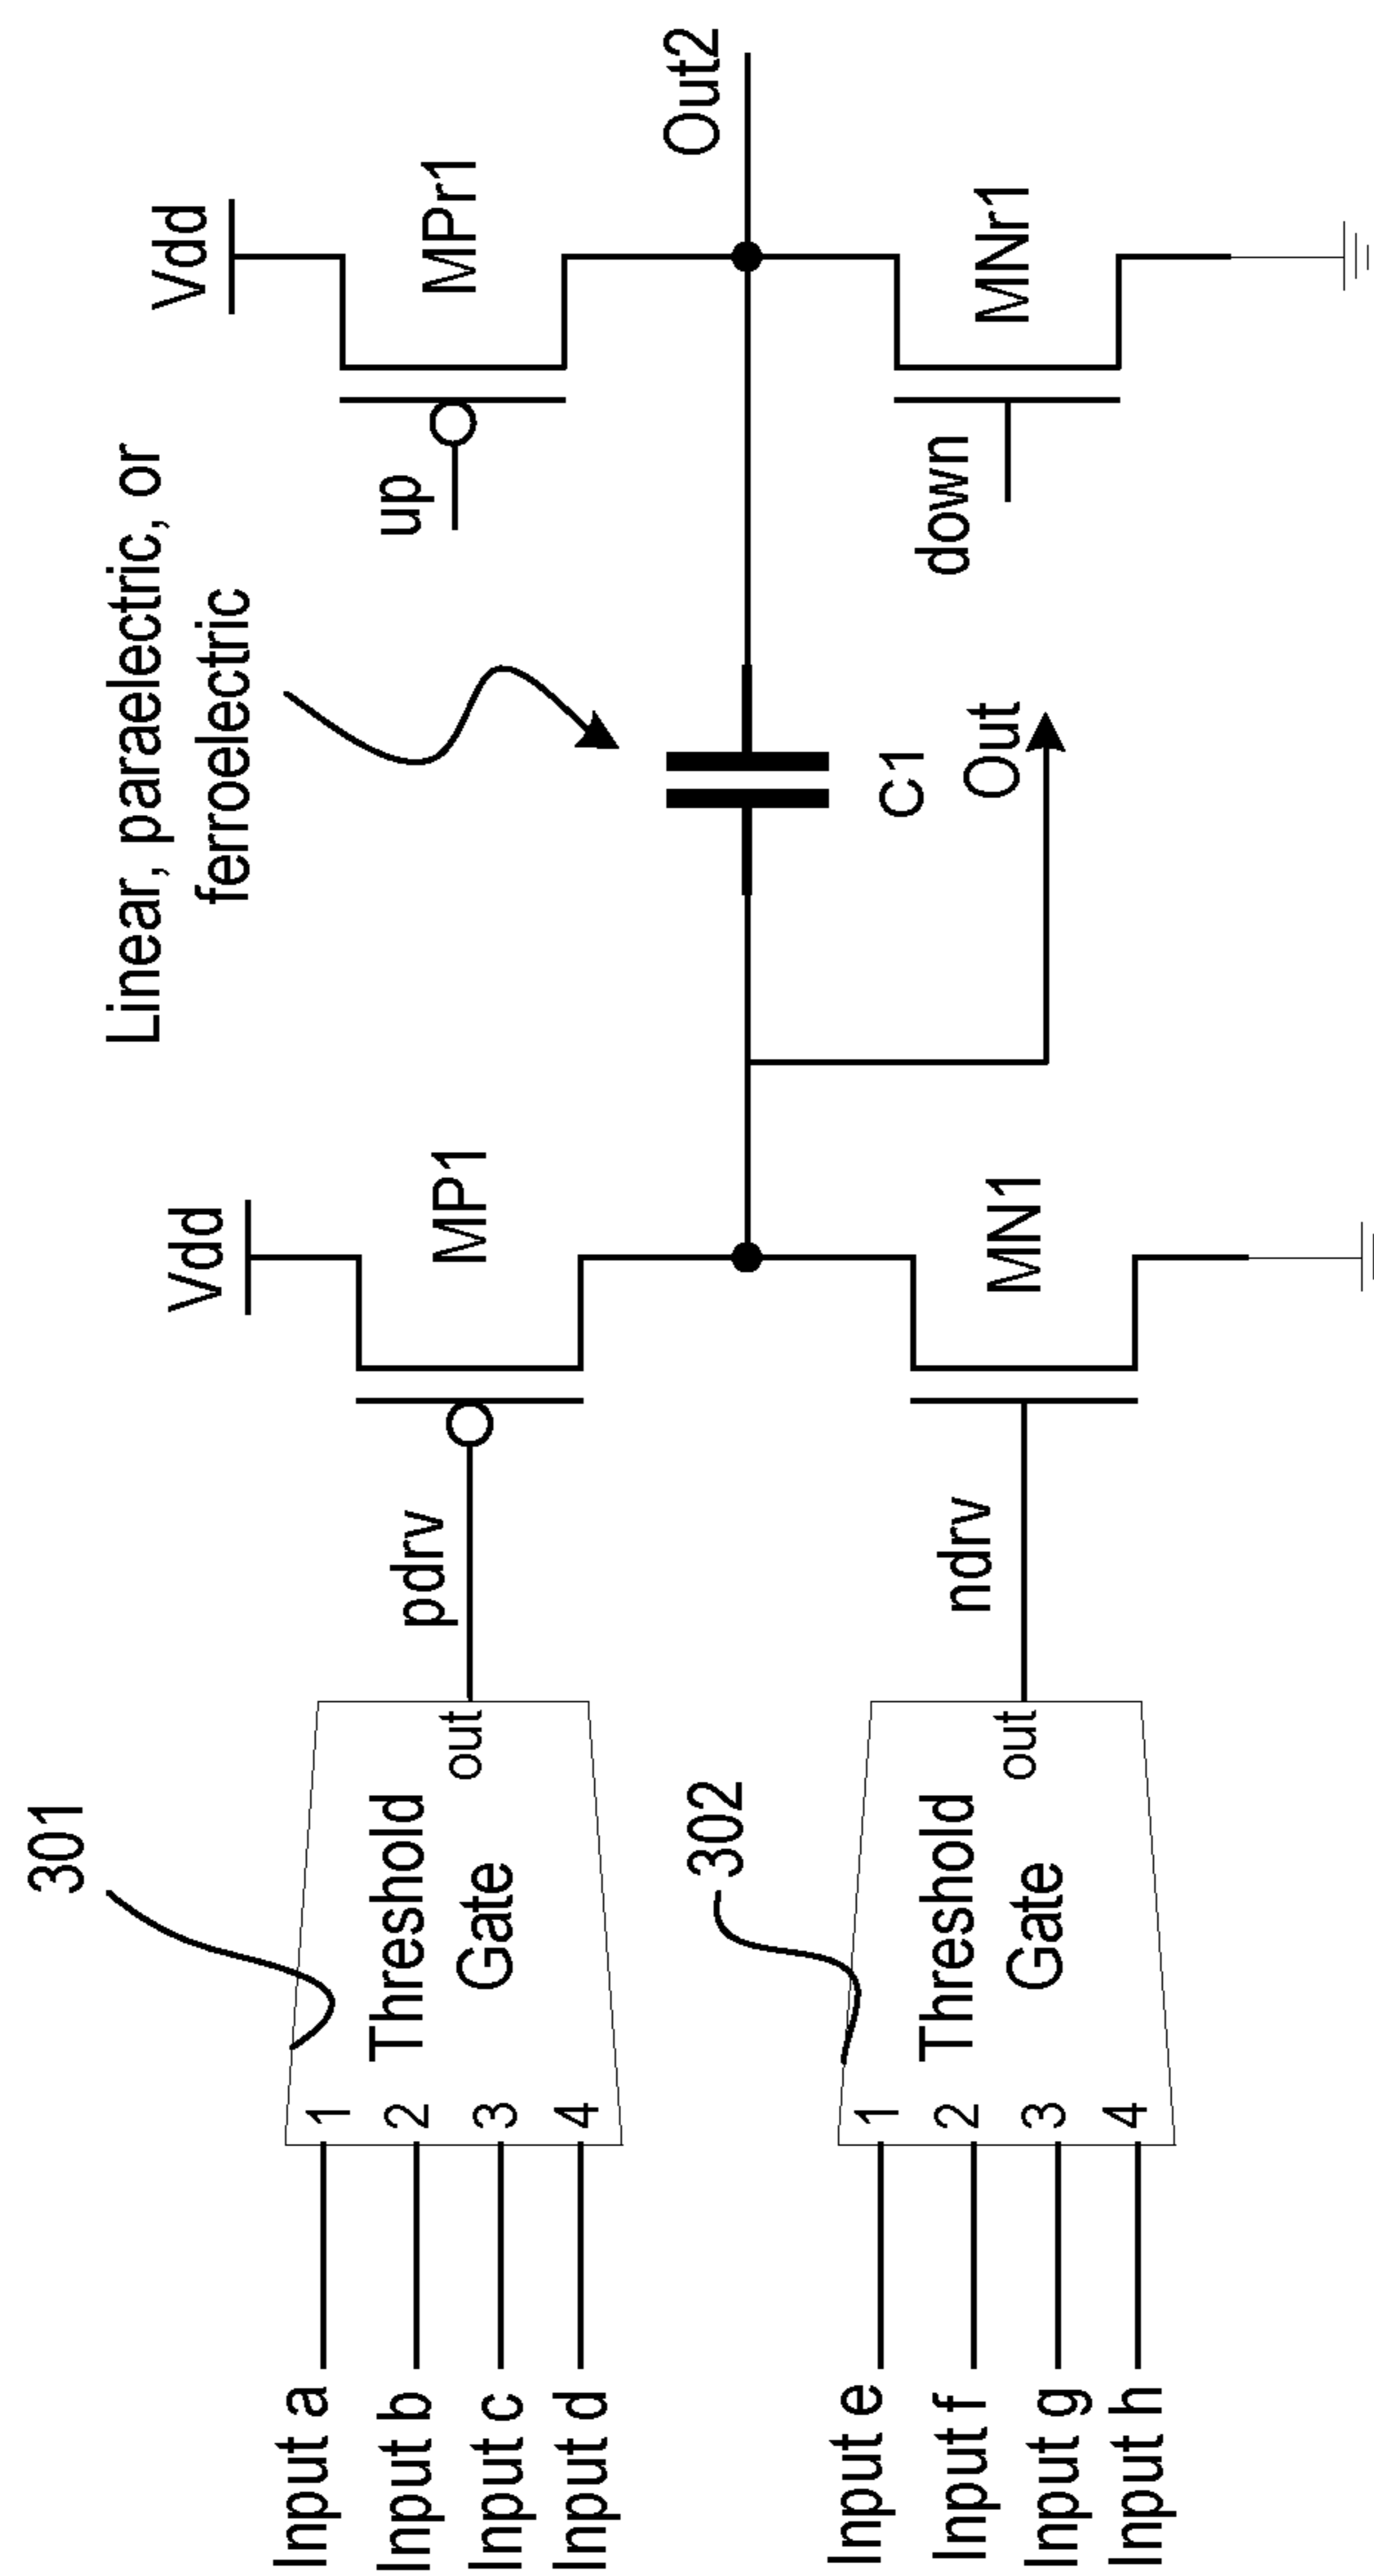 Linear, paraelectric, or
ferroelectric
301
Input a
Input b
Input c
Input d
1
2
3
4
Threshold
Gate
out
pdrv
Vdd
MP1
302
Input e
Input f
Input g
Input h
1
2
3
4
Threshold
Gate
out
ndrv
MN1
Out
C1
Vdd
up
MPr1
Out2
down
MNr1